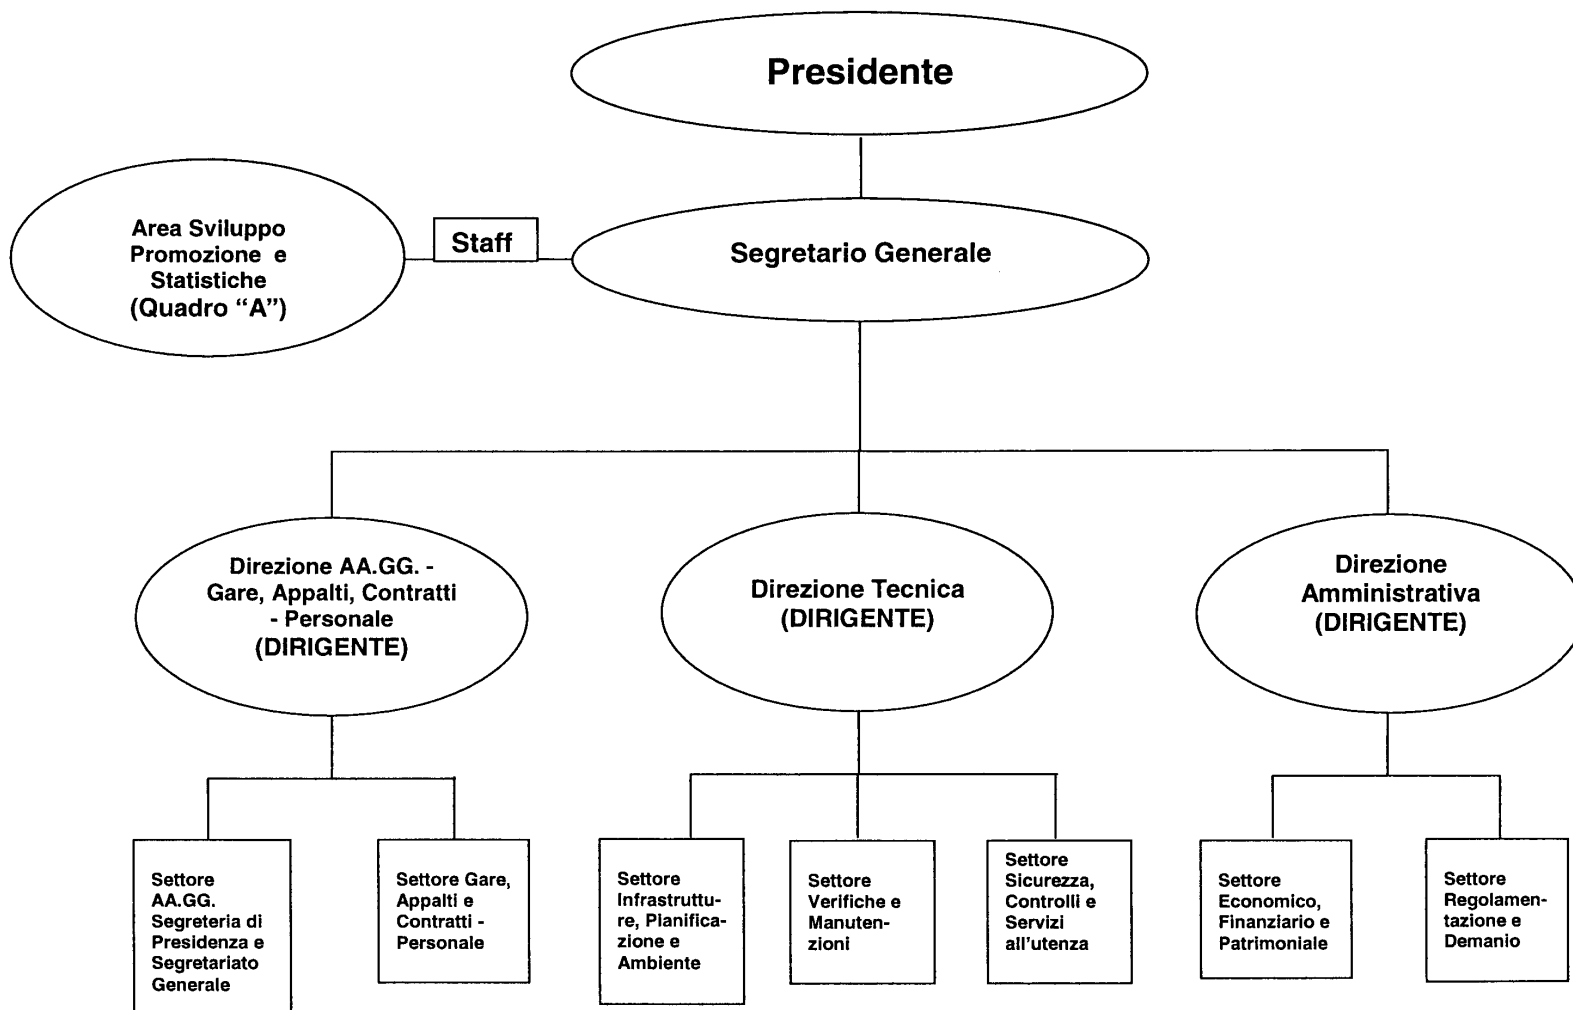 Presidente
Area Sviluppo
Promozione e
Statistiche
(Quadro “A”)
Staff
Segretario Generale
Direzione AA.GG. -
Gare, Appalti, Contratti
- Personale
(DIRIGENTE)
Direzione Tecnica
(DIRIGENTE)
Direzione
Amministrativa
(DIRIGENTE)
Settore
AA.GG.
Segreteria di
Presidenza e
Segretariato
Generale
Settore Gare,
Appalti e
Contratti -
Personale
Settore
Infrastruttu-
re, Planifica-
zione e
Ambiente
Settore
Verifiche e
Manuten-
zioni
Settore
Sicurezza,
Controlli e
Servizi
all'utenza
Settore
Economico,
Finanziario e
Patrimoniale
Settore
Regolamen-
tazione e
Demanio